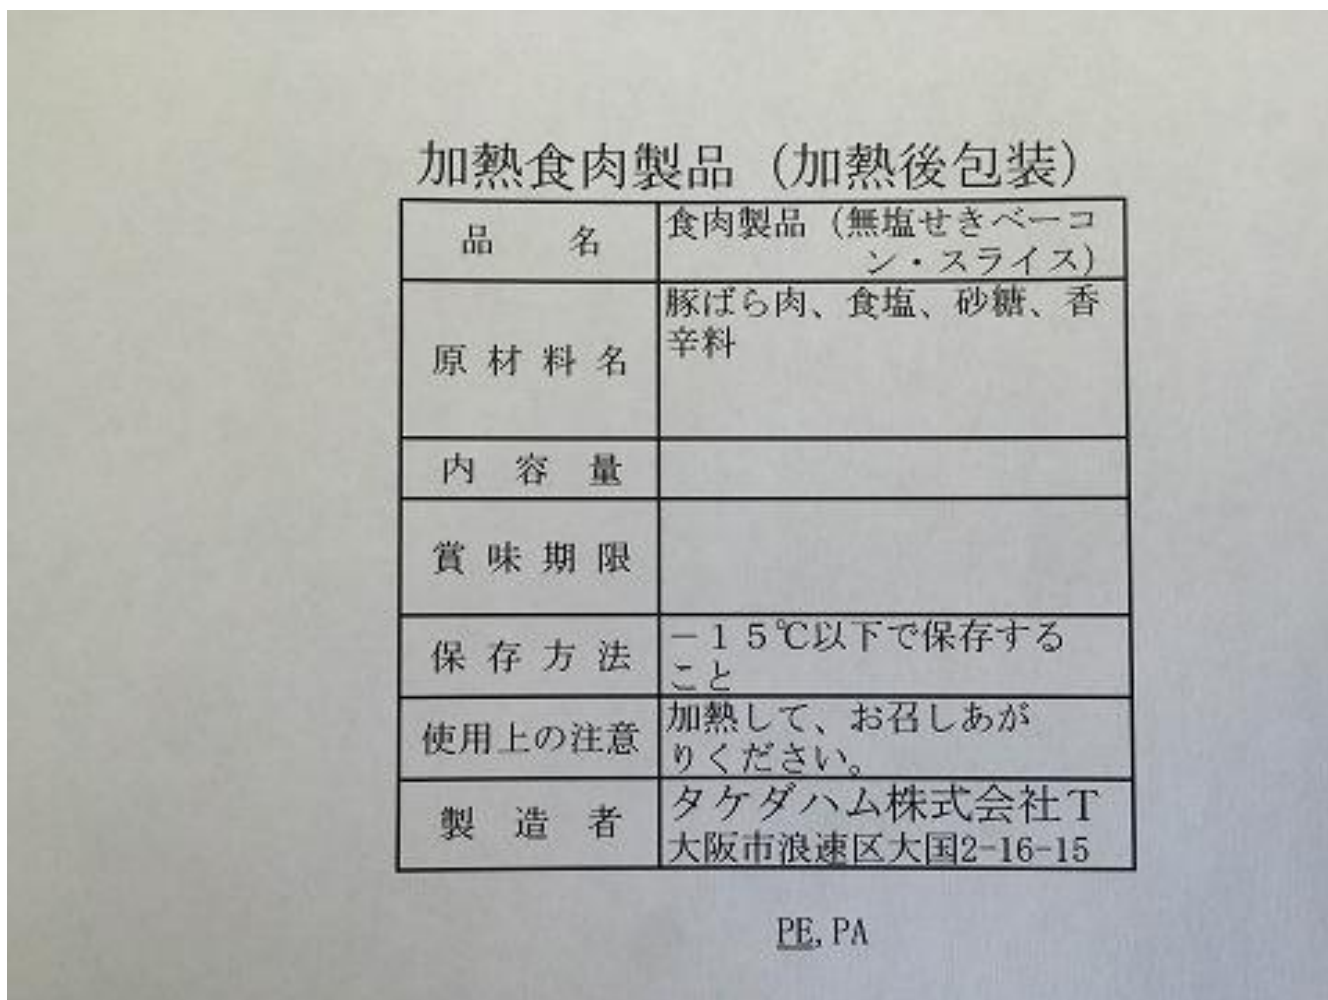 加熱食肉製品（加熱後包装）
品名
食肉製品（無塩せきベーコ
ン・スライス）
原材料名
豚ばら肉、食塩、砂糖、香
辛料
内容量
賞味期限
保存方法
－１５℃以下で保存する
こと
使用上の注意
加熱して、お召しあが
りください。
製造者
タケダハム株式会社T
大阪市浪速区大国2-16-15
PE,PA